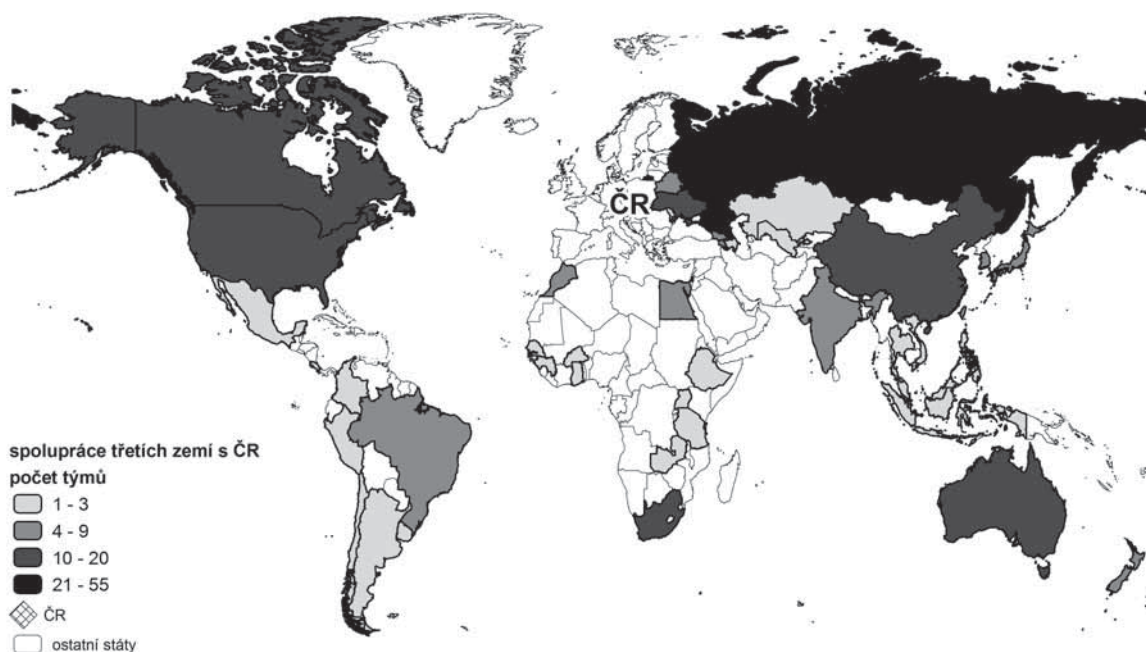 ČR
spolupráce třetích zemí s ČR
počet týmů
1 - 3
4 - 9
10 - 20
21 - 55
ČR
ostatní státy